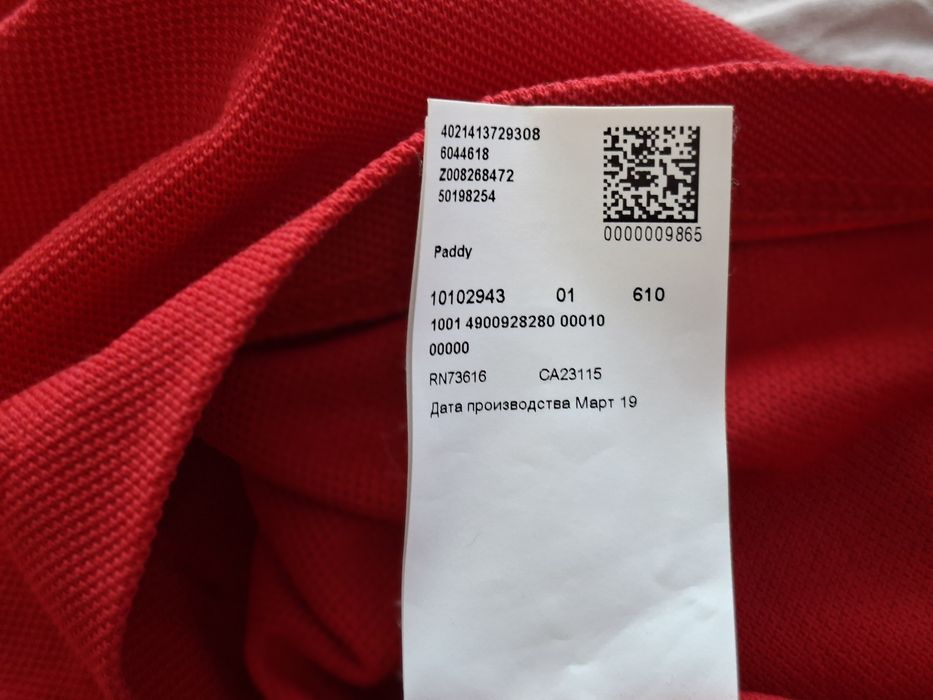 4021413729308
6044618
Z008268472
50198254
0000009865
Paddy
10102943 01 610
1001 4900928280 00010
00000
RN73616 CA23115
Дата производства Март 19